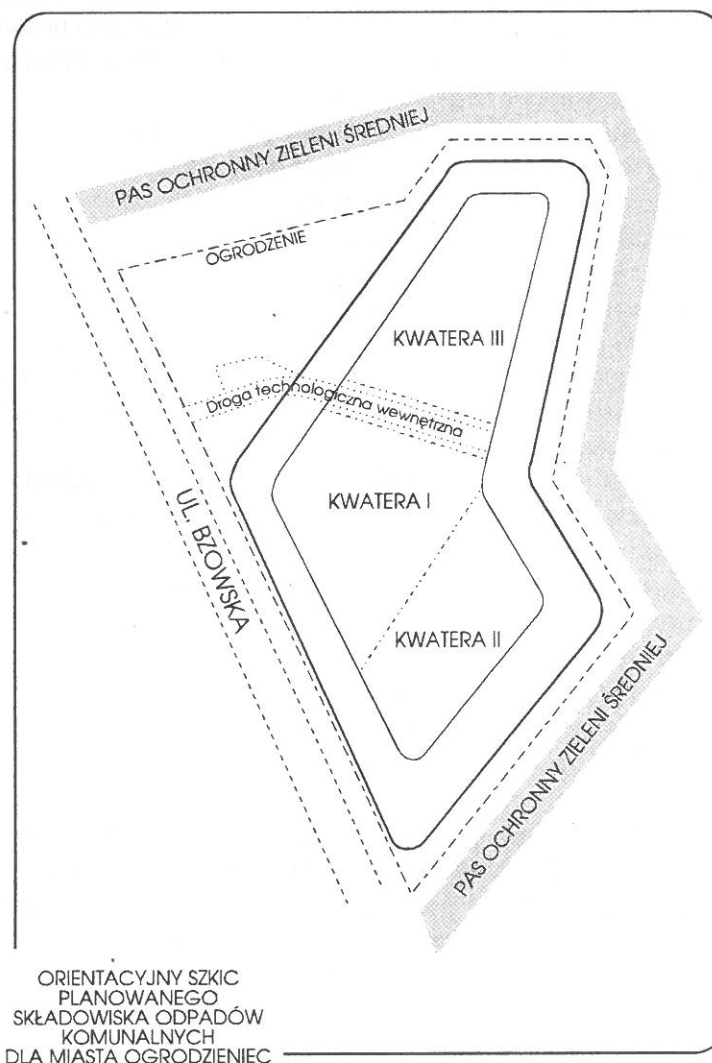 PAS OCHRONNY ZIELENI ŚREDNIEJ
OGRODZENIE
KWATERA III
Droga technologiczna wewnętrzna
KWATERA I
UL. BZOWSKA
KWATERA II
PAS OCHRONNY ZIELENI ŚREDNIEJ
ORIENTACYJNY SZKIC
PLANOWANEGO
SKŁADOWISKA ODPADÓW
KOMUNALNYCH
DLA MIASTA OGRODZIENIEC